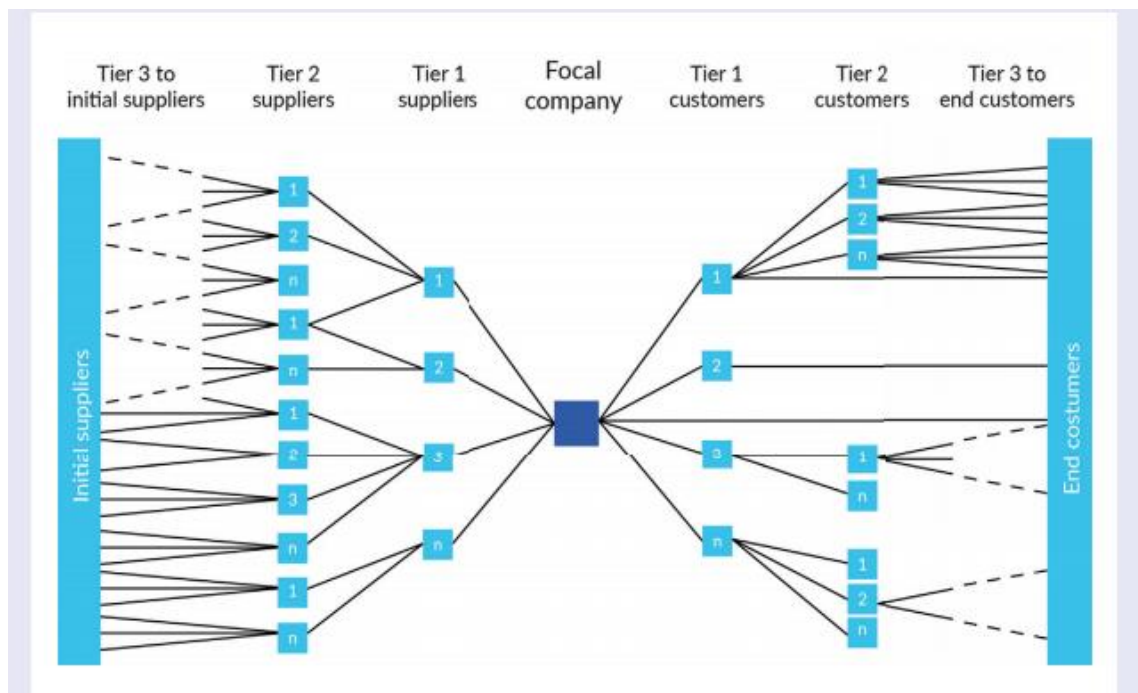 Tier 3 to
initial suppliers
Tier 2
suppliers
Tier 1
suppliers
Focal
company
Tier 1
customers
Tier 2
customers
Tier 3 to
end customers
Initial suppliers
1
2
n
1
n
1
2
3
n
1
n
1
2
3
n
1
2
3
n
1
2
n
1
n
1
2
n
End costumers